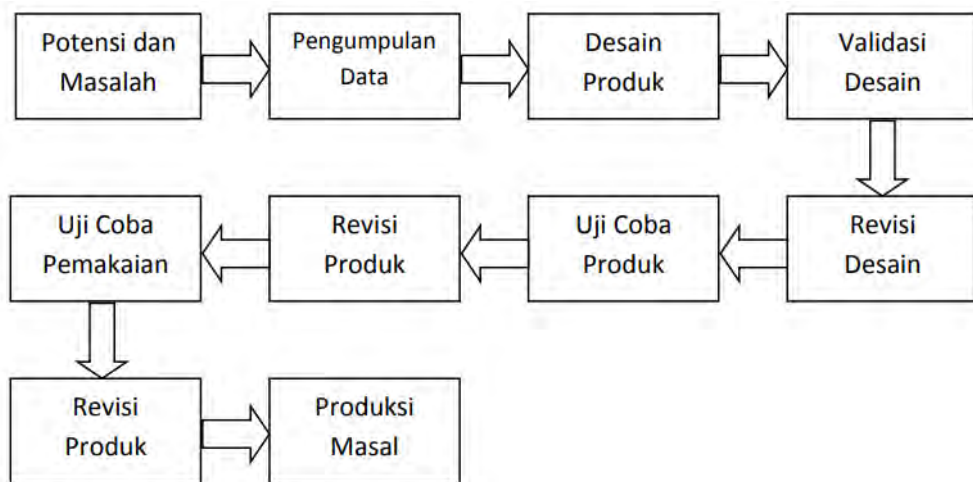 Potensi dan
Masalah
Pengumpulan
Data
Desain
Produk
Validasi
Desain
Revisi
Desain
Uji Coba
Produk
Revisi
Produk
Uji Coba
Pemakaian
Revisi
Produk
Produksi
Masal